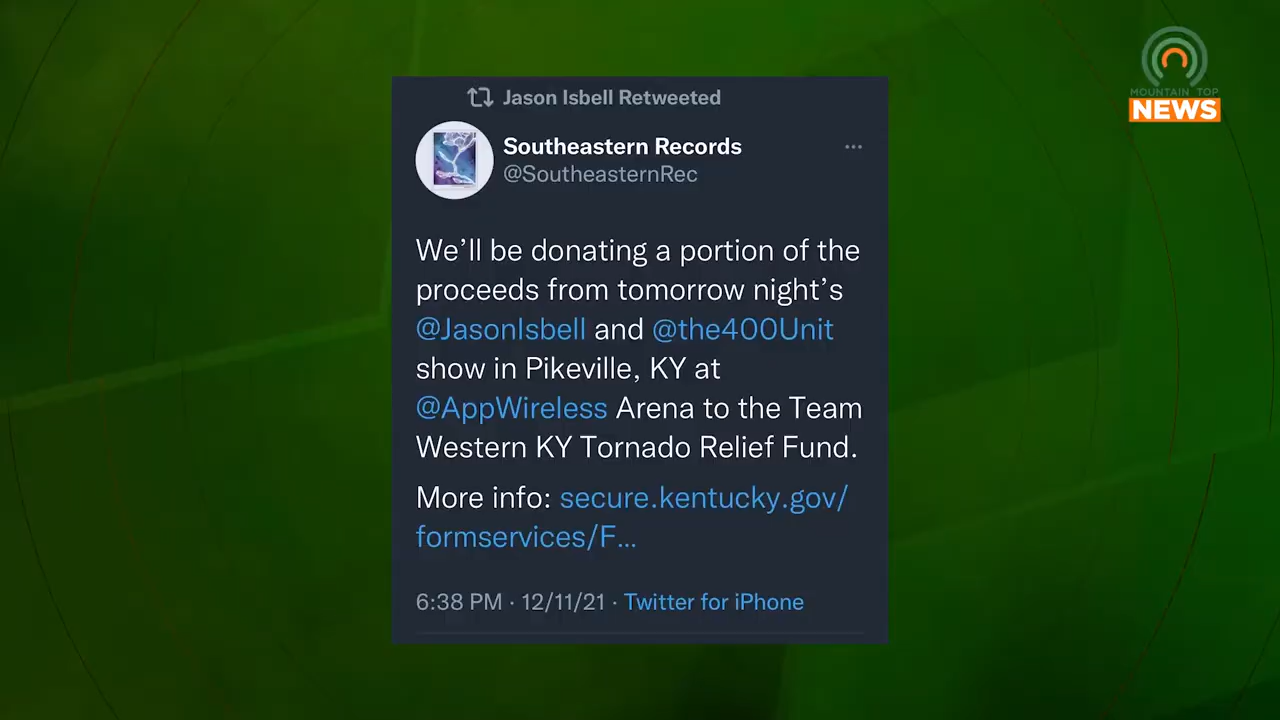 MOUNTAIN TOP
NEWS
Jason Isbell Retweeted
Southeastern Records
@SoutheasternRec
We’ll be donating a portion of the
proceeds from tomorrow night’s
@JasonIsbell and @the400Unit
show in Pikeville, KY at
@AppWireless Arena to the Team
Western KY Tornado Relief Fund.
More info: secure.kentucky.gov/
formservices/F...
6:38 PM · 12/11/21 · Twitter for iPhone